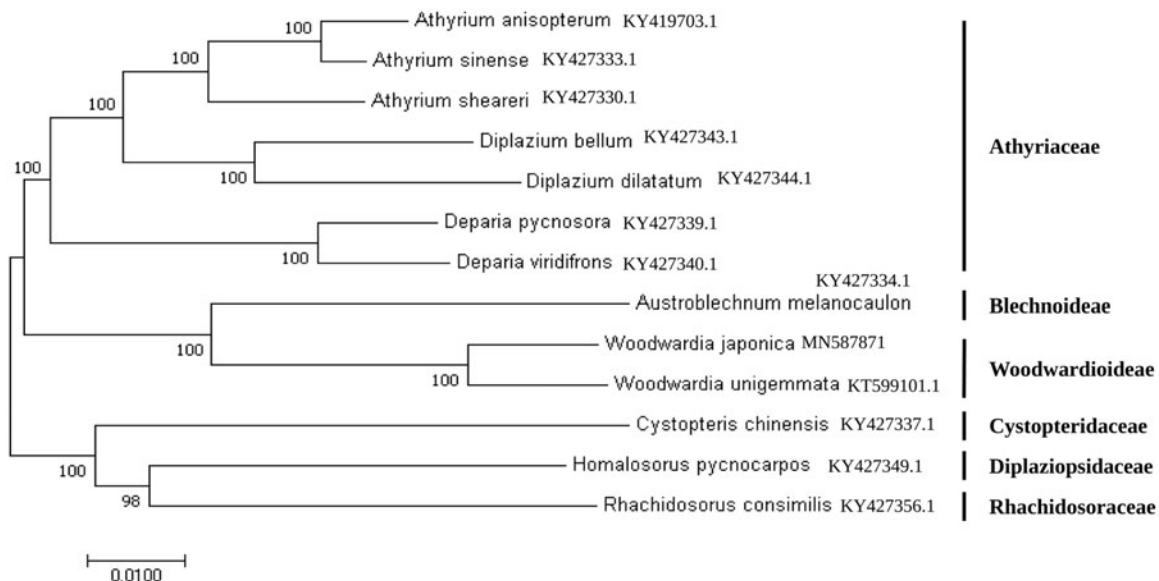 100
Athyrium anisopterum KY419703.1
100
Athyrium sinense KY427333.1
100
Athyrium sheareri KY427330.1
100
Diplazium bellum KY427343.1
100
Diplazium dilatatum KY427344.1
Athyriaceae
100
Deparia pycnosora KY427339.1
100
Deparia viridifrons KY427340.1
KY427334.1
Austroblechnum melanocaulon
Blechnoideae
100
Woodwardia japonica MN587871
100
Woodwardia unigemmata KT599101.1
Woodwardioideae
Cystopteris chinensis KY427337.1
Cystopteridaceae
100
Homalosorus pycnocarpos KY427349.1
Diplaziopsidaceae
98
Rhachidosorus consimilis KY427356.1
Rhachidosoraceae
0.0100